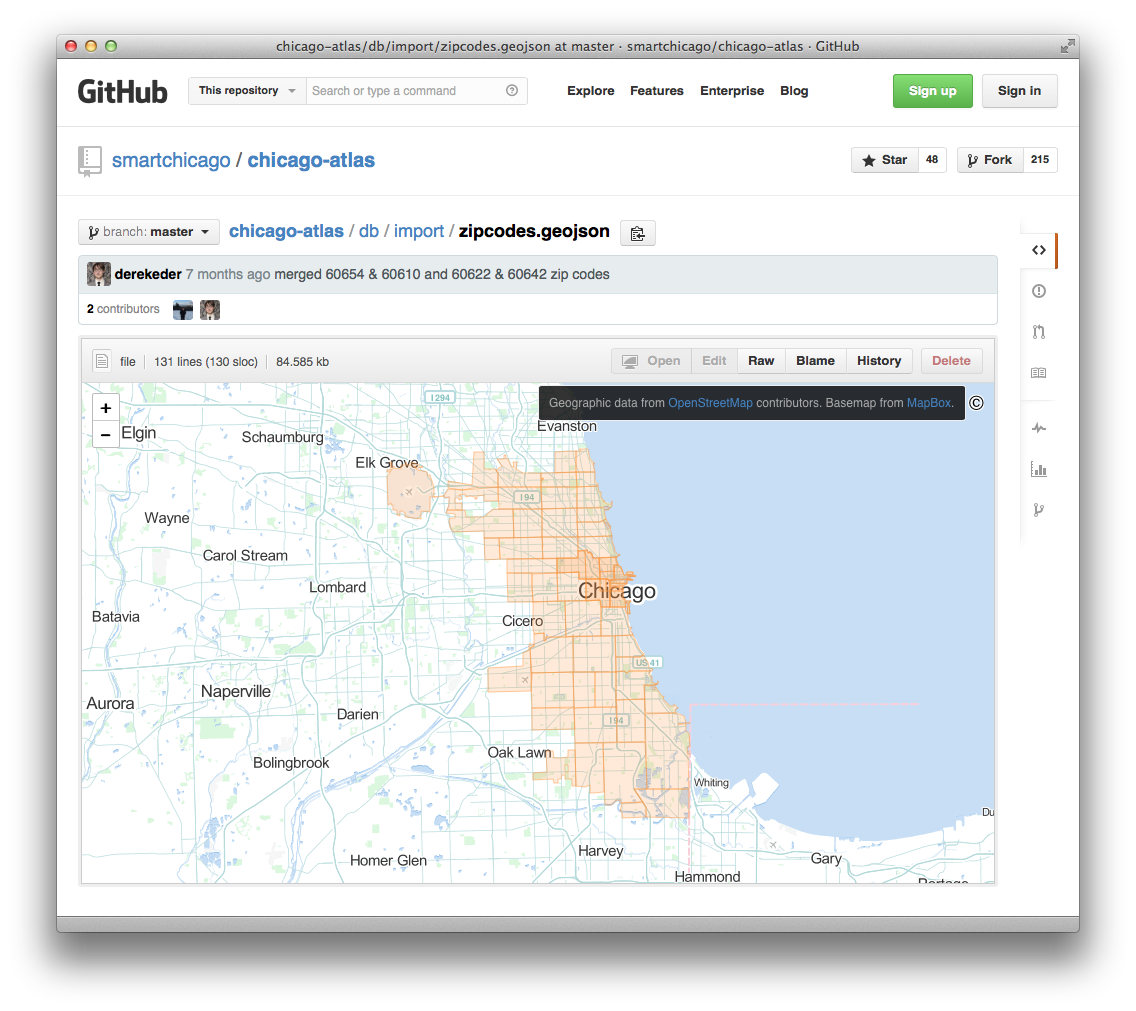 chicago-atlas/db/import/zipcodes.geojson at master · smartchicago/chicago-atlas · GitHub
GitHub This repository Search or type a command Explore Features Enterprise Blog Sign up Sign in
smartchicago / chicago-atlas Star 48 Fork 215
branch: master chicago-atlas / db / import / zipcodes.geojson
derekeder 7 months ago merged 60654 & 60610 and 60622 & 60642 zip codes
2 contributors
file 131 lines (130 sloc) 84.585 kb Open Edit Raw Blame History Delete
Geographic data from OpenStreetMap contributors. Basemap from MapBox. ©
I 294
+
−
Evanston
Elgin
Schaumburg
Elk Grove
I 94
Wayne
Carol Stream
Lombard
Chicago
Batavia
Cicero
US 41
Naperville
Aurora
Darien
I 94
Oak Lawn
Bolingbrook
Whiting
Du
Harvey
Homer Glen
Gary
Hammond